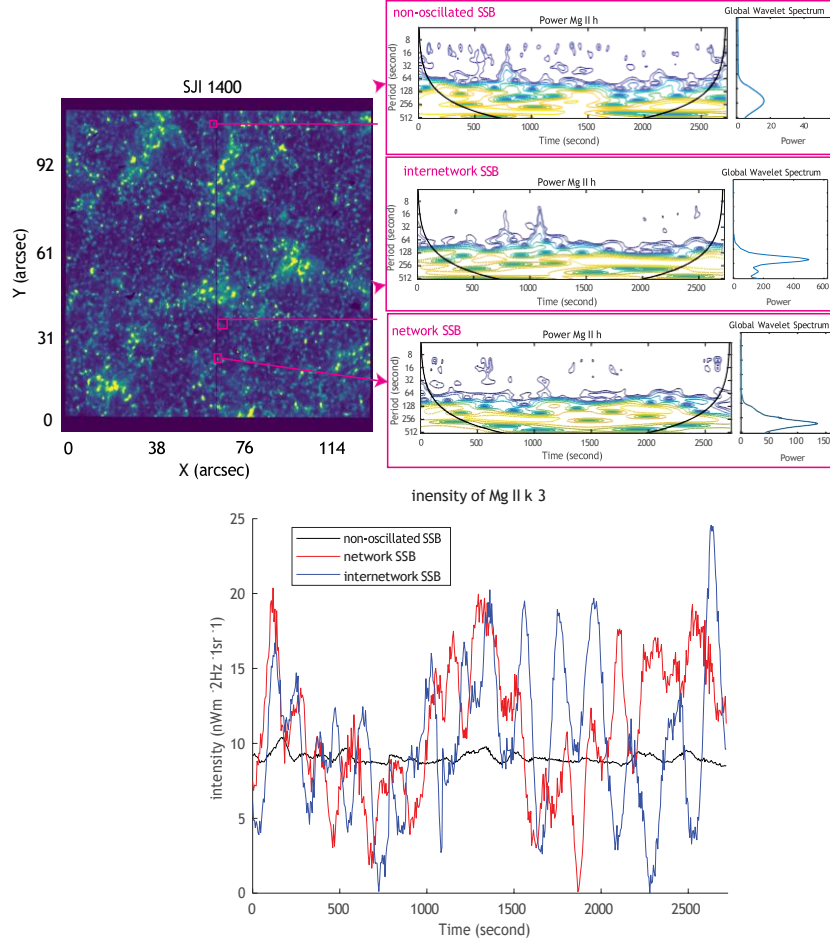 SJI 1400
92
61
31
0
Y (arcsec)
0 38 76 114
X (arcsec)
non-oscillated SSB
Power Mg II h
Global Wavelet Spectrum
Period (second)
8
16
32
64
128
256
512
0 500 1000 1500 2000 2500
Time (second)
0 20 40
Power
internetwork SSB
Power Mg II h
Global Wavelet Spectrum
Period (second)
4
16
64
128
256
512
0 500 1000 1500 2000 2500
Time (second)
0 200 400 600
Power
network SSB
Power Mg II h
Global Wavelet Spectrum
Period (second)
8
16
32
64
128
256
512
0 500 1000 1500 2000 2500
Time (second)
0 50 100 150
Power
inensity of Mg II k 3
non-oscillated SSB
network SSB
internetwork SSB
intensity (nWm -2Hz -1sr -1)
25
20
15
10
5
0
0 500 1000 1500 2000 2500
Time (second)